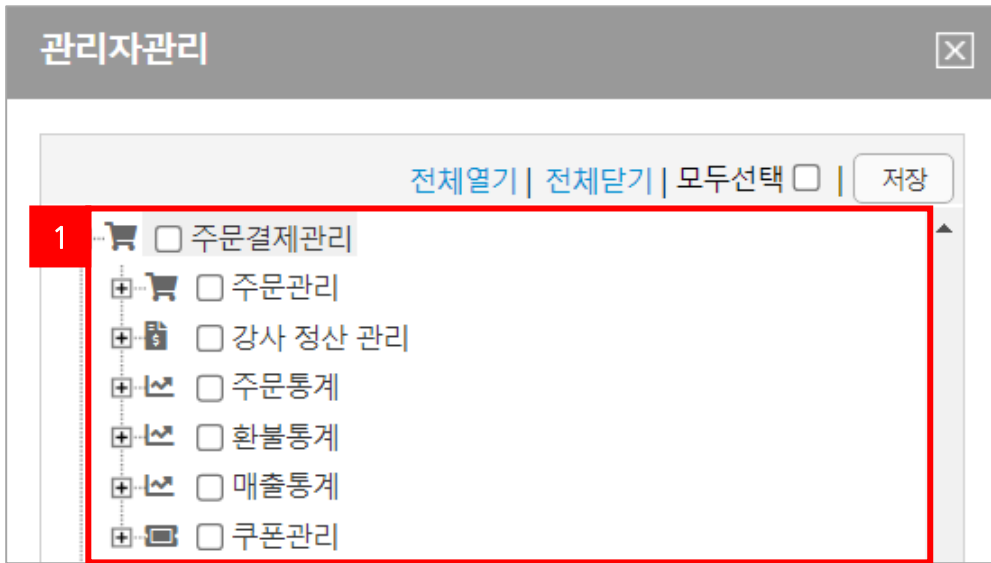 관리자관리
전체열기 | 전체닫기 | 모두선택 | 저장
1 주문결제관리
주문관리
강사 정산 관리
주문통계
환불통계
매출통계
쿠폰관리